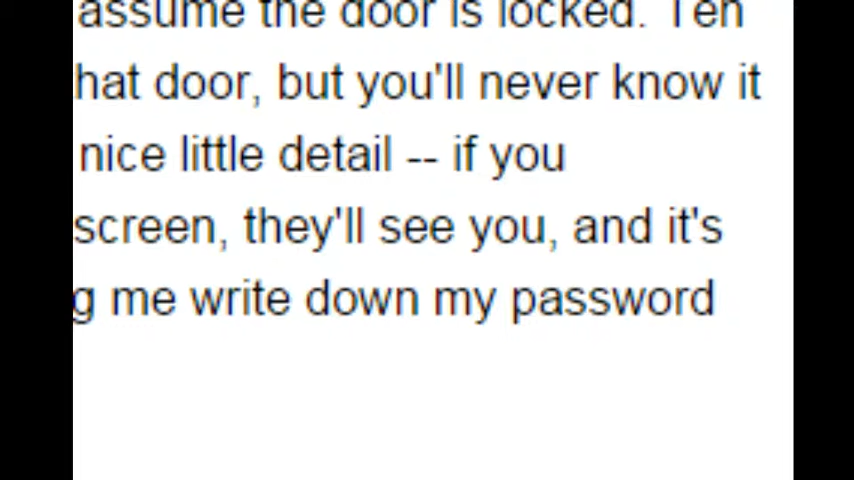 assume the door is locked. Ten
hat door, but you'll never know it
nice little detail -- if you
screen, they'll see you, and it's
g me write down my password